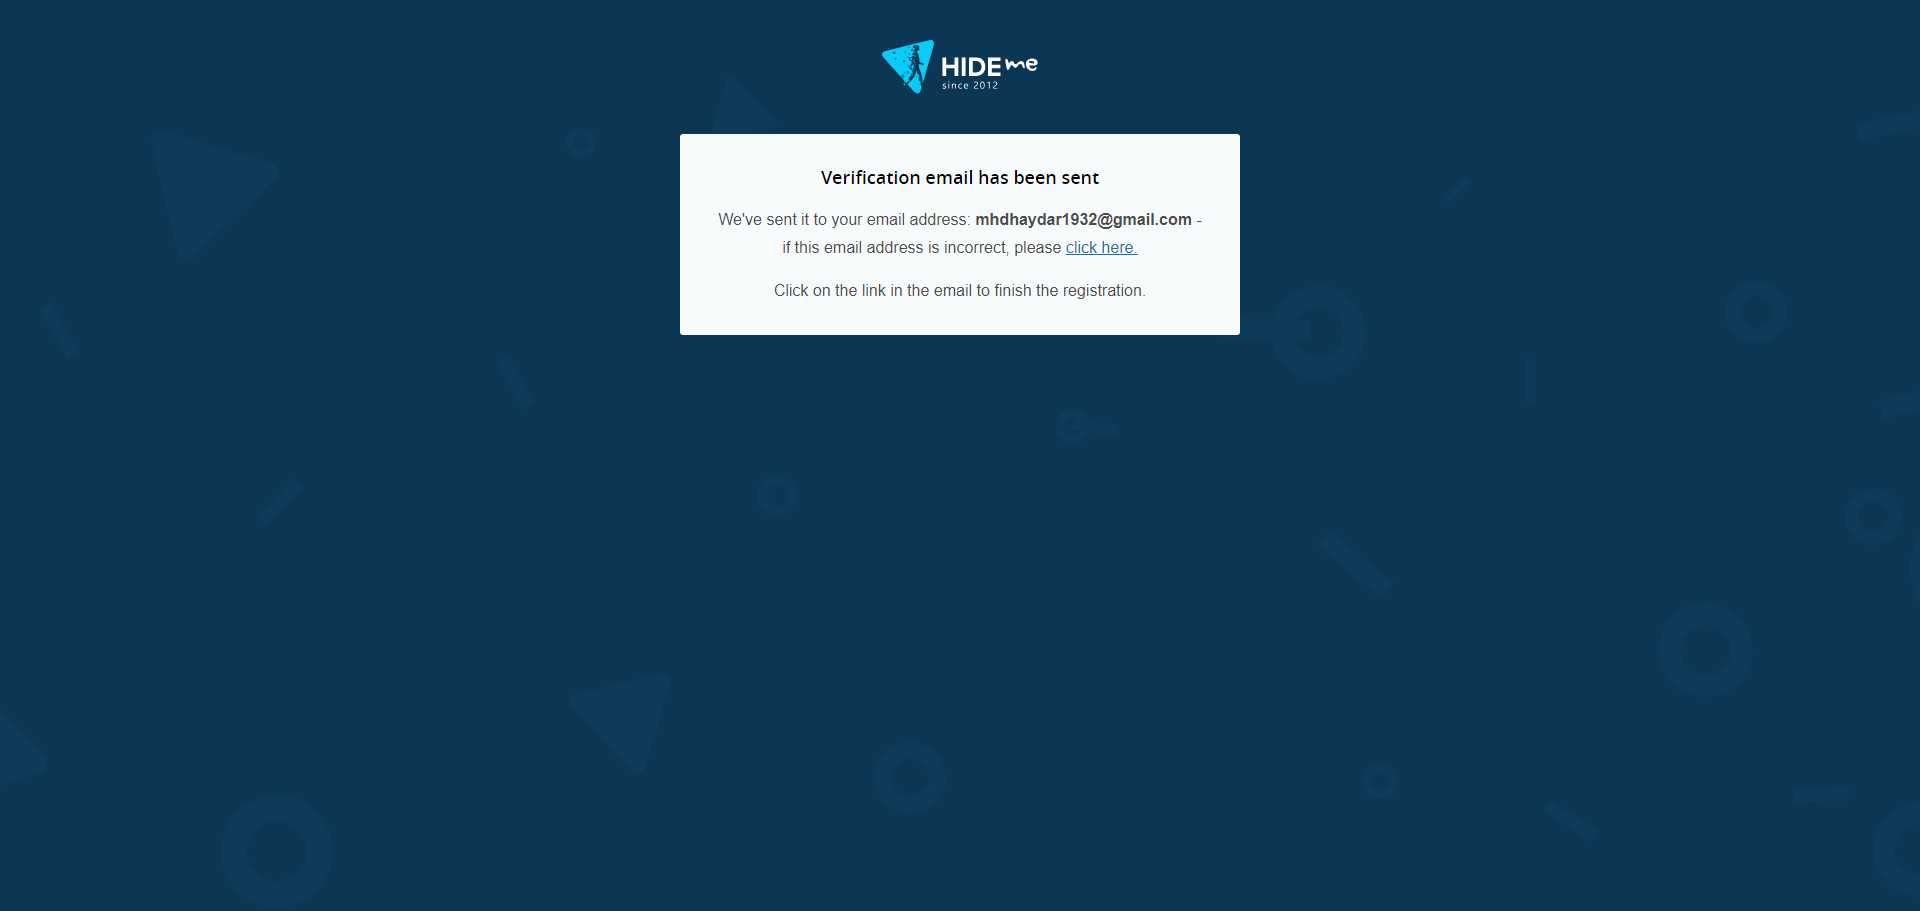 HIDE me
since 2012
Verification email has been sent
We've sent it to your email address: mhdhaydar1932@gmail.com -
if this email address is incorrect, please click here.
Click on the link in the email to finish the registration.